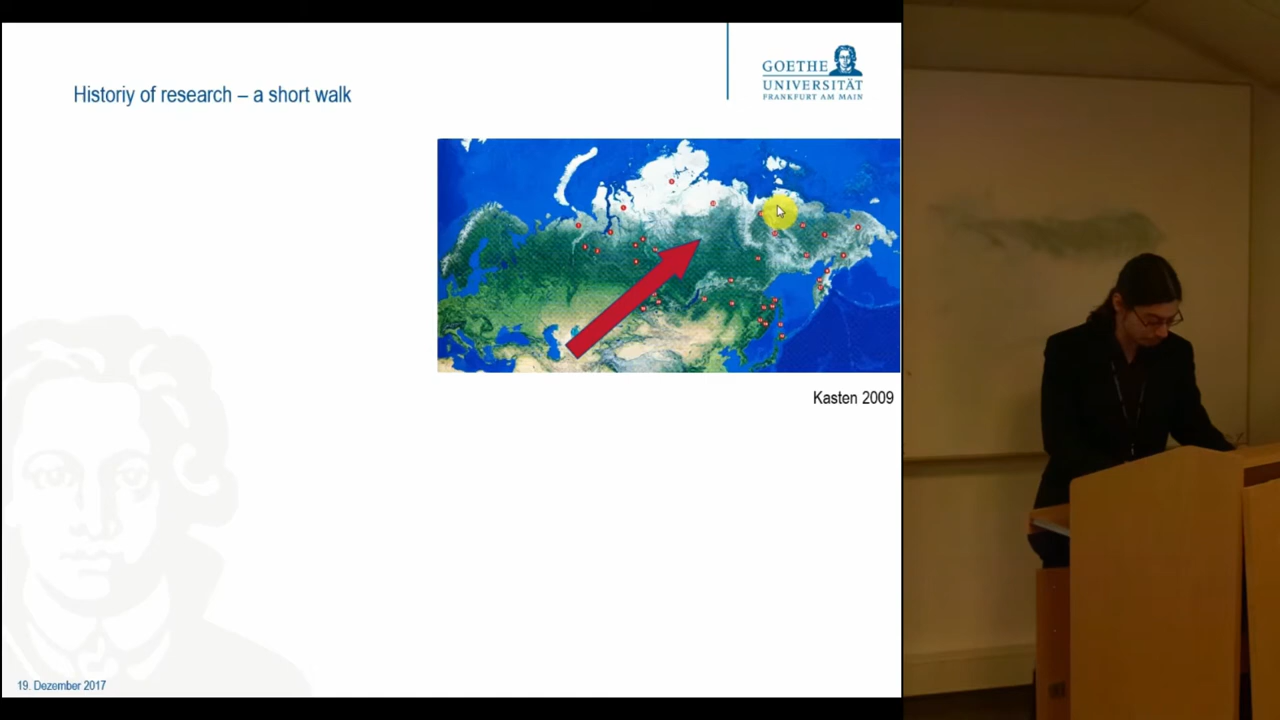 Historiy of research – a short walk
GOETHE
UNIVERSITÄT
FRANKFURT AM MAIN
Kasten 2009
19. Dezember 2017